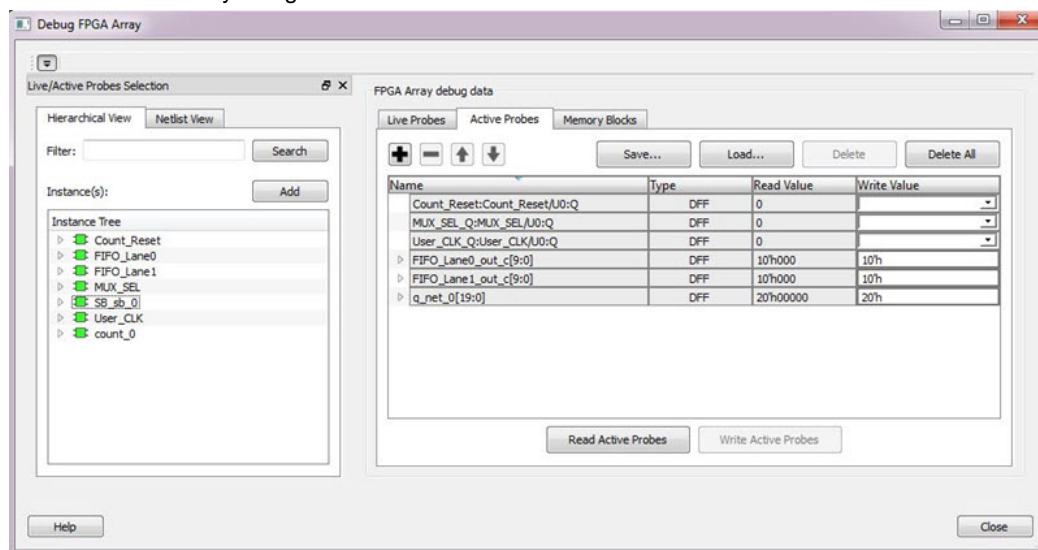 Debug FPGA Array
Live/Active Probes Selection
Hierarchical View Netlist View
Filter: Search
Instance(s): Add
Instance Tree
Count_Reset
FIFO_Lane0
FIFO_Lane1
MUX_SEL
SB_sb_0
User_CLK
count_0
FPGA Array debug data
Live Probes Active Probes Memory Blocks
Save... Load... Delete Delete All
Name Type Read Value Write Value
Count_Reset:Count_Reset/U0:Q DFF 0
MUX_SEL_Q:MUX_SEL/U0:Q DFF 0
User_CLK_Q:User_CLK/U0:Q DFF 0
FIFO_Lane0_out_c[9:0] DFF 10'h000 10'h
FIFO_Lane1_out_c[9:0] DFF 10'h000 10'h
q_net_0[19:0] DFF 20'h00000 20'h
Read Active Probes Write Active Probes
Help Close